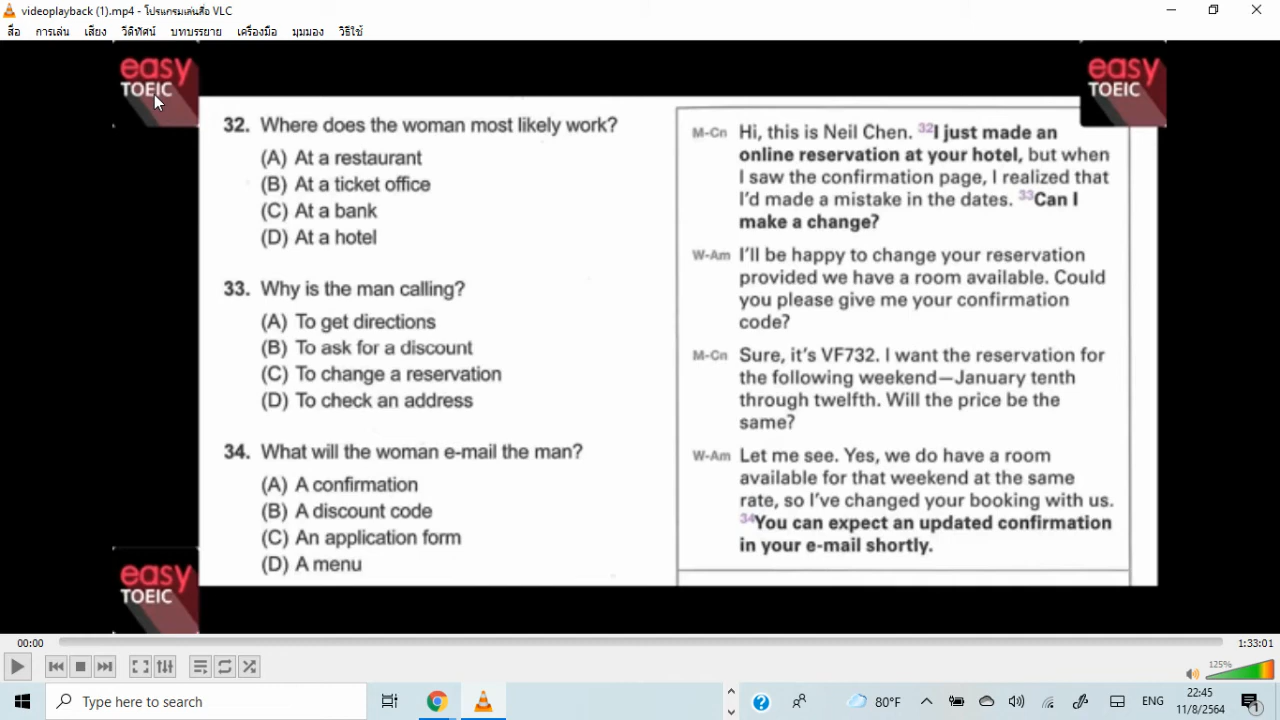 videoplayback (1).mp4 - โปรแกรมเล่นสื่อ VLC
สื่อ การเล่น เสียง วีดิทัศน์ บทบรรยาย เครื่องมือ มุมมอง วิธีใช้
easy
TOEIC
easy
TOEIC
32. Where does the woman most likely work?
(A) At a restaurant
(B) At a ticket office
(C) At a bank
(D) At a hotel
33. Why is the man calling?
(A) To get directions
(B) To ask for a discount
(C) To change a reservation
(D) To check an address
34. What will the woman e-mail the man?
(A) A confirmation
(B) A discount code
(C) An application form
(D) A menu
M-Cn Hi, this is Neil Chen. 32I just made an
online reservation at your hotel, but when
I saw the confirmation page, I realized that
I'd made a mistake in the dates. 33Can I
make a change?
W-Am I'll be happy to change your reservation
provided we have a room available. Could
you please give me your confirmation
code?
M-Cn Sure, it's VF732. I want the reservation for
the following weekend—January tenth
through twelfth. Will the price be the
same?
W-Am Let me see. Yes, we do have a room
available for that weekend at the same
rate, so I've changed your booking with us.
34You can expect an updated confirmation
in your e-mail shortly.
easy
TOEIC
00:00 1:33:01
125%
Type here to search
80°F ENG
22:45
11/8/2564
1